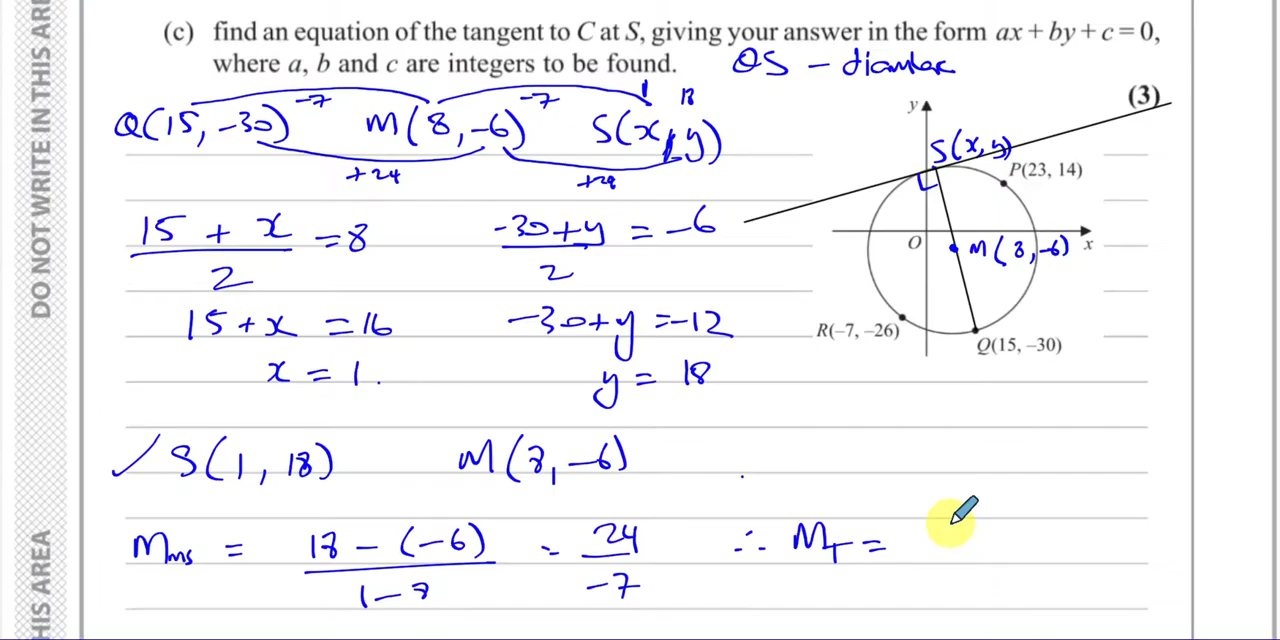 (c) find an equation of the tangent to C at S, giving your answer in the form ax + by + c = 0,
where a, b and c are integers to be found.
QS – diameter
(3)
Q(15, -30) -7 M(8, -6) -7 S(x, y) 1 18
+24 +24
15 + x / 2 = 8
-30+y / 2 = -6
15 + x = 16
-30+y = -12
x = 1.
y = 18
✓ S(1, 18) M(8, -6)
M_MS = 18 - (-6) / 1 - 8 = 24 / -7 ∴ M_T =
y
S(x, y)
P(23, 14)
O
M(8, -6)
x
R(–7, –26)
Q(15, –30)
DO NOT WRITE IN THIS AREA
HIS AREA